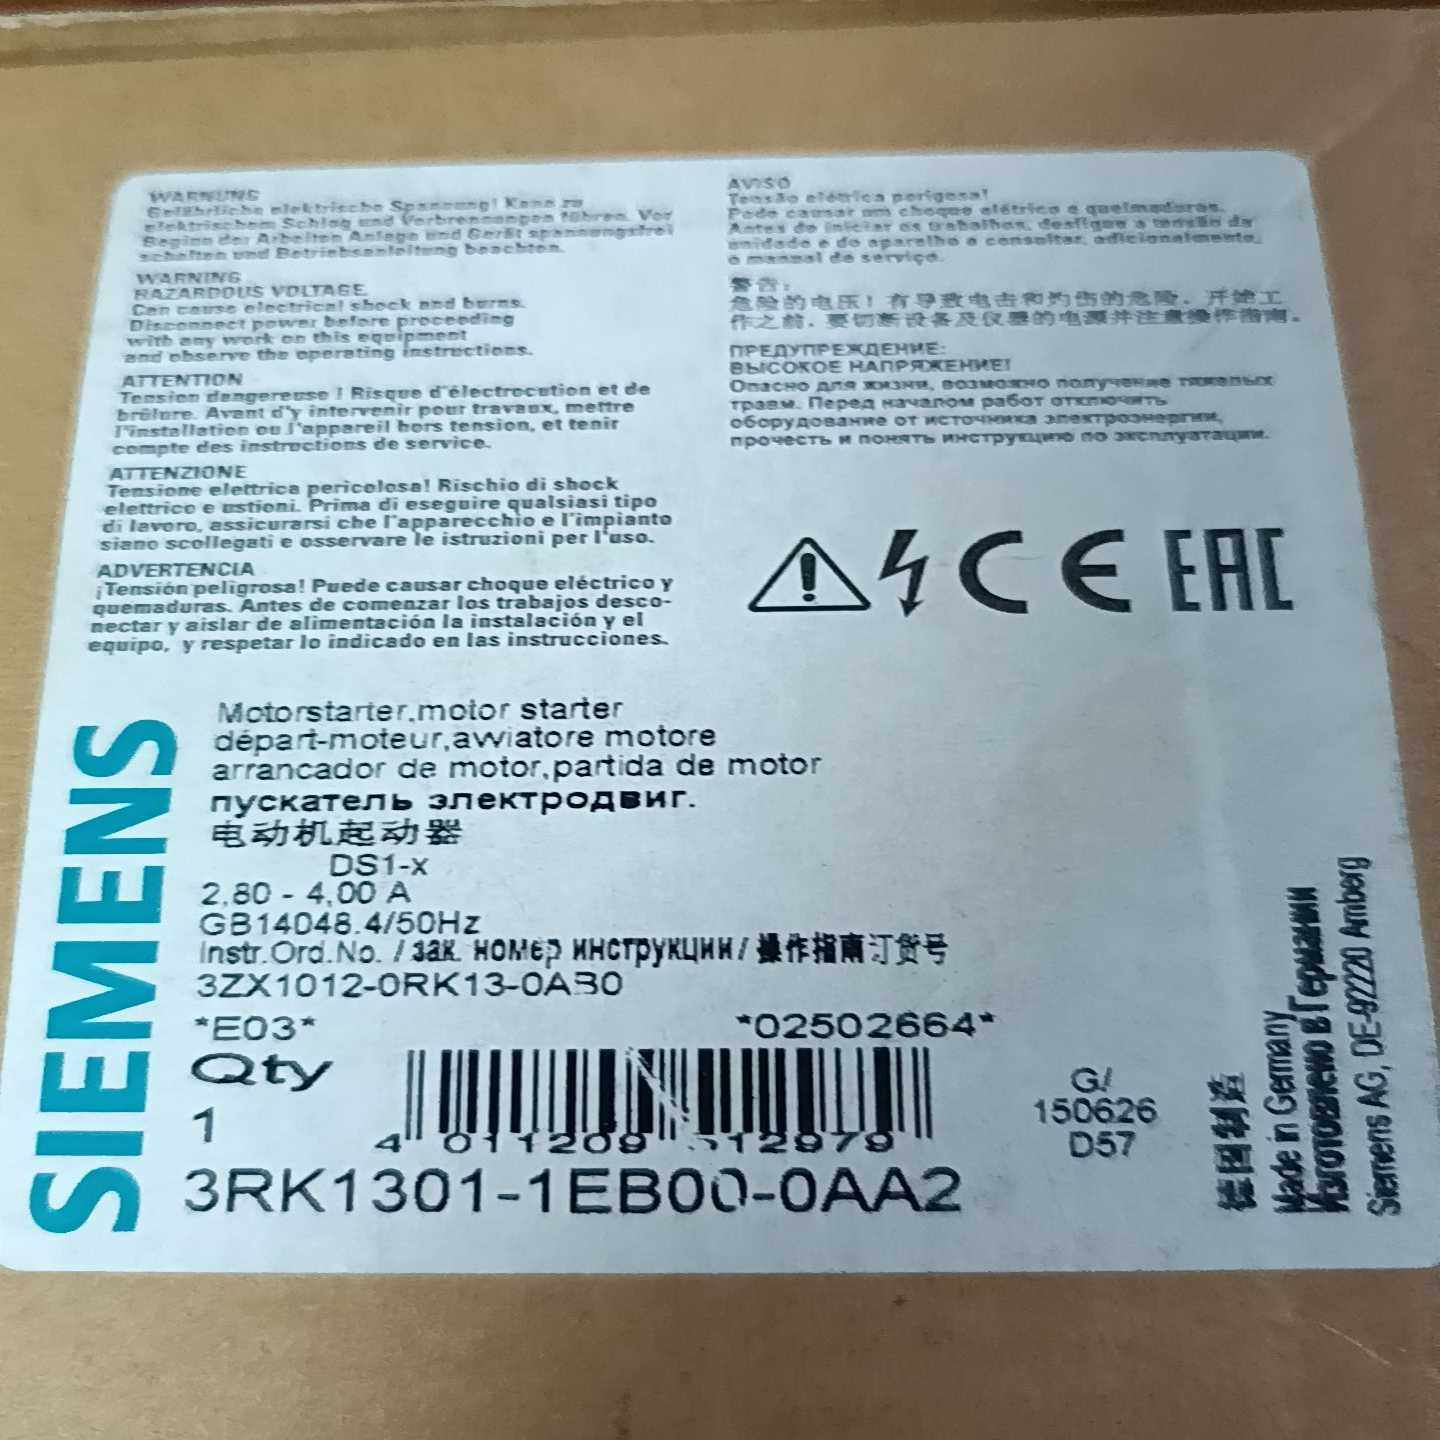 WARNUNG
Gefährliche elektrische Spannung! Kann zu
elektrischem Schlag und Verbrennungen führen. Vor
Beginn der Arbeiten Anlage und Gerät spannungsfrei
schalten und Betriebsanleitung beachten.
WARNING
HAZARDOUS VOLTAGE
Can cause electrical shock and burns.
Disconnect power before proceeding
with any work on this equipment
and observe the operating instructions.
ATTENTION
Tension dangereuse ! Risque d'électrocution et de
brûlure. Avant d'y intervenir pour travaux, mettre
l'installation ou l'appareil hors tension, et tenir
compte des instructions de service.
ATTENZIONE
Tensione elettrica pericolosa! Rischio di shock
elettrico e ustioni. Prima di eseguire qualsiasi tipo
di lavoro, assicurarsi che l'apparecchio e l'impianto
siano scollegati e osservare le istruzioni per l'uso.
ADVERTENCIA
¡Tensión peligrosa! Puede causar choque eléctrico y
quemaduras. Antes de comenzar los trabajos desco-
nectar y aislar de alimentación la instalación y el
equipo, y respetar lo indicado en las instrucciones.
AVISO
Tensão elétrica perigosa!
Pode causar um choque elétrico e queimaduras.
Antes de iniciar os trabalhos, desligue a tensão da
unidade e do aparelho e consultar, adicionalmente,
o manual de serviço.
警告:
危险的电压!有导致电击和灼伤的危险。开始工
作之前,要切断设备及仪器的电源并注意操作指南。
ПРЕДУПРЕЖДЕНИЕ:
ВЫСОКОЕ НАПРЯЖЕНИЕ!
Опасно для жизни, возможно получение тяжелых
травм. Перед началом работ отключить
оборудование от источника электроэнергии,
прочесть и понять инструкцию по эксплуатации.
CE EAC
SIEMENS
Motorstarter,motor starter
départ-moteur,avviatore motore
arrancador de motor,partida de motor
пускатель электродвиг.
电动机起动器
DS1-x
2,80 - 4,00 A
GB14048.4/50Hz
Instr.Ord.No. / зак. номер инструкции / 操作指南订货号
3ZX1012-0RK13-0AB0
*E03* *02502664*
Qty
1
4 011209 12979
3RK1301-1EB00-0AA2
G/
150626
D57
德国制造
Made in Germany
Изготовлено в Германии
Siemens AG, DE-92220 Amberg